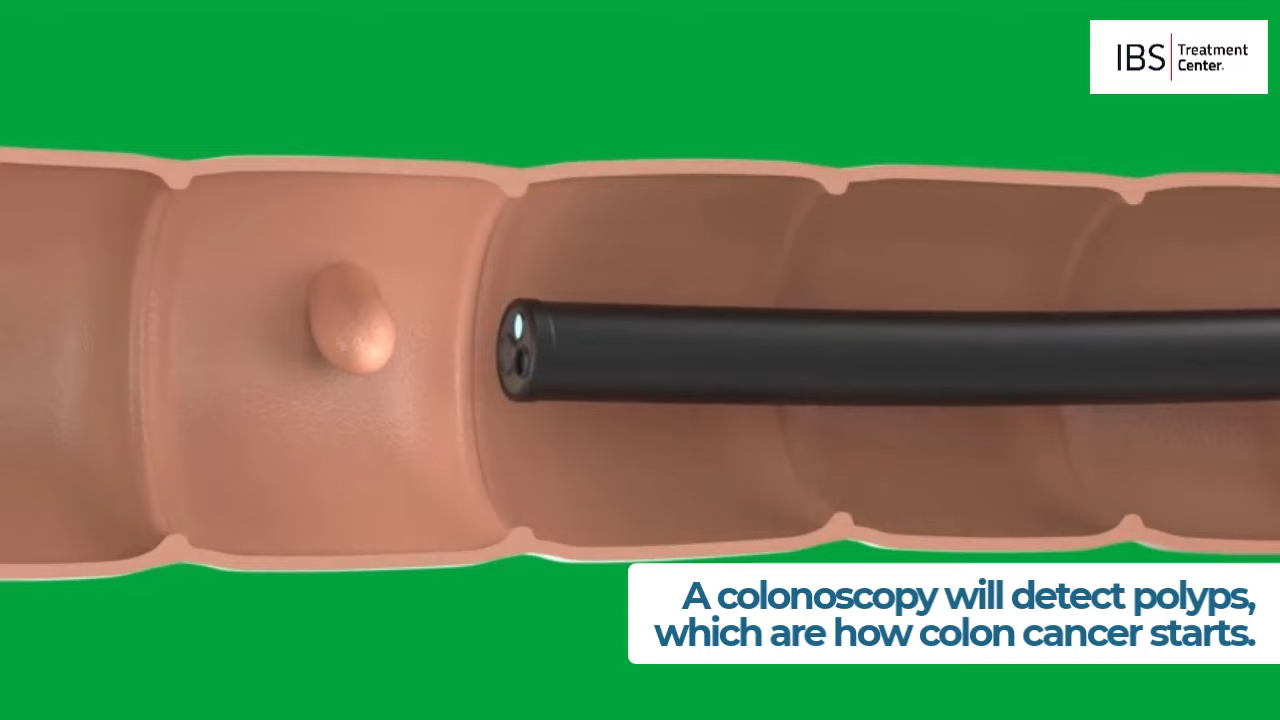 IBS
Treatment
Center.
A colonoscopy will detect polyps,
which are how colon cancer starts.